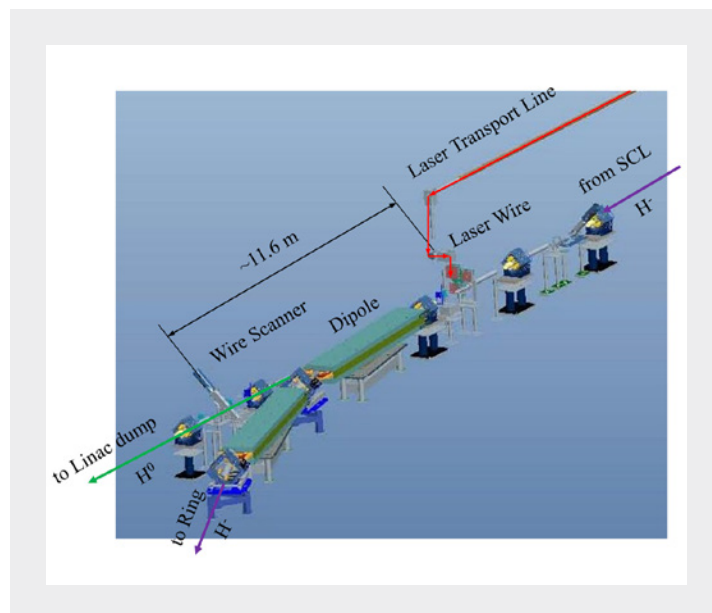 Laser Transport Line
from SCL
H-
Laser Wire
~11.6 m
Dipole
Wire Scanner
to Linac dump
H0
to Ring
H-